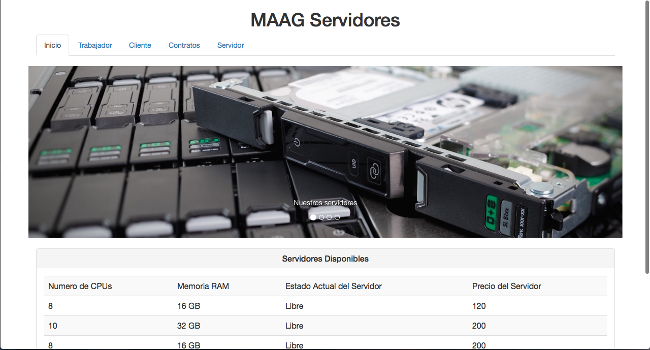 MAAG Servidores
Inicio Trabajador Cliente Contratos Servidor
Nuestros servidores
Servidores Disponibles
Numero de CPUs Memoria RAM Estado Actual del Servidor Precio del Servidor
8 16 GB Libre 120
10 32 GB Libre 200
8 16 GB Libre 200